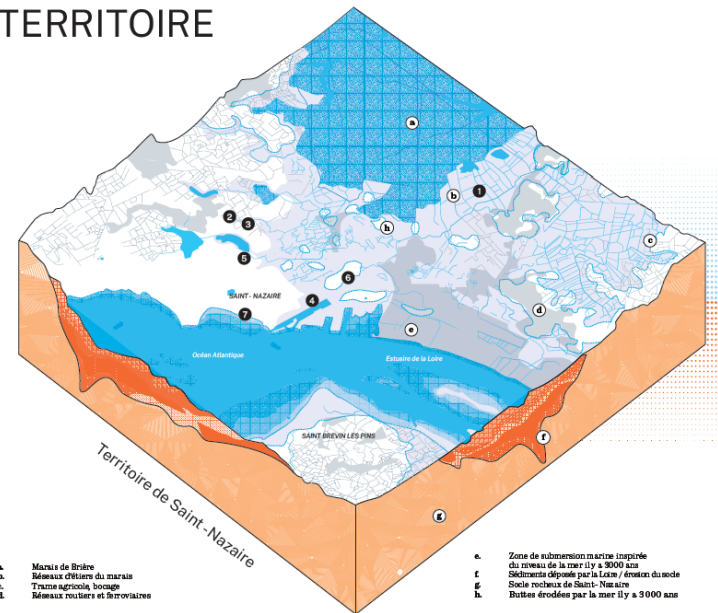 TERRITOIRE
a
b
1
2
3
h
c
5
6
SAINT- NAZAIRE
4
d
7
e
Océan Atlantique
Estuaire de la Loire
SAINT BREVIN LES PINS
f
Territoire de Saint-Nazaire
g
Marais de Brière
Réseaux d'étiers du marais
Trame agricole, bocage
Réseaux routiers et ferroviaires
e. Zone de submersion marine inspirée
du niveau de la mer il y a 3000 ans
f. Sédiments déposés par la Loire / érosion du socle
g. Socle rocheux de Saint-Nazaire
h. Buttes érodées par la mer il y a 3000 ans